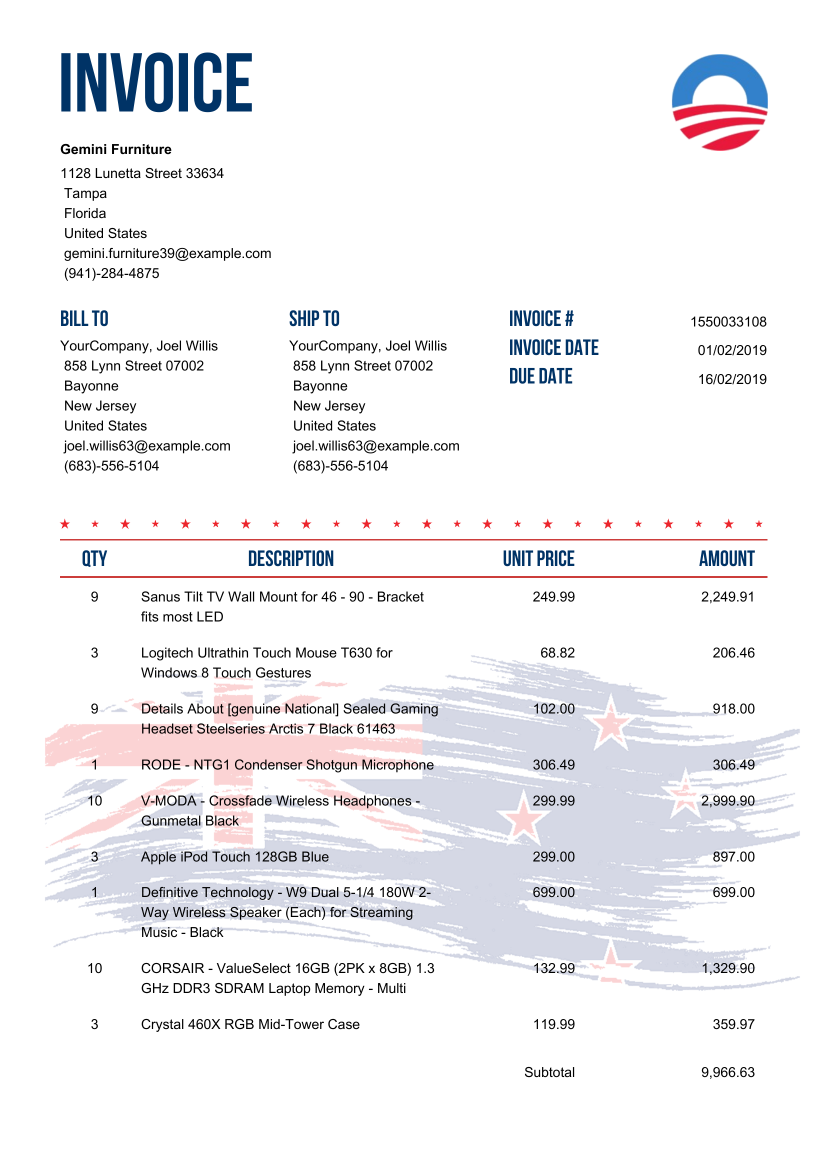 INVOICE
Gemini Furniture
1128 Lunetta Street 33634
Tampa
Florida
United States
gemini.furniture39@example.com
(941)-284-4875
BILL TO
YourCompany, Joel Willis
858 Lynn Street 07002
Bayonne
New Jersey
United States
joel.willis63@example.com
(683)-556-5104
SHIP TO
YourCompany, Joel Willis
858 Lynn Street 07002
Bayonne
New Jersey
United States
joel.willis63@example.com
(683)-556-5104
INVOICE # 1550033108
INVOICE DATE 01/02/2019
DUE DATE 16/02/2019
QTY DESCRIPTION UNIT PRICE AMOUNT
9 Sanus Tilt TV Wall Mount for 46 - 90 - Bracket 249.99 2,249.91
fits most LED
3 Logitech Ultrathin Touch Mouse T630 for 68.82 206.46
Windows 8 Touch Gestures
9 Details About [genuine National] Sealed Gaming 102.00 918.00
Headset Steelseries Arctis 7 Black 61463
1 RODE - NTG1 Condenser Shotgun Microphone 306.49 306.49
10 V-MODA - Crossfade Wireless Headphones - 299.99 2,999.90
Gunmetal Black
3 Apple iPod Touch 128GB Blue 299.00 897.00
1 Definitive Technology - W9 Dual 5-1/4 180W 2- 699.00 699.00
Way Wireless Speaker (Each) for Streaming
Music - Black
10 CORSAIR - ValueSelect 16GB (2PK x 8GB) 1.3 132.99 1,329.90
GHz DDR3 SDRAM Laptop Memory - Multi
3 Crystal 460X RGB Mid-Tower Case 119.99 359.97
Subtotal 9,966.63